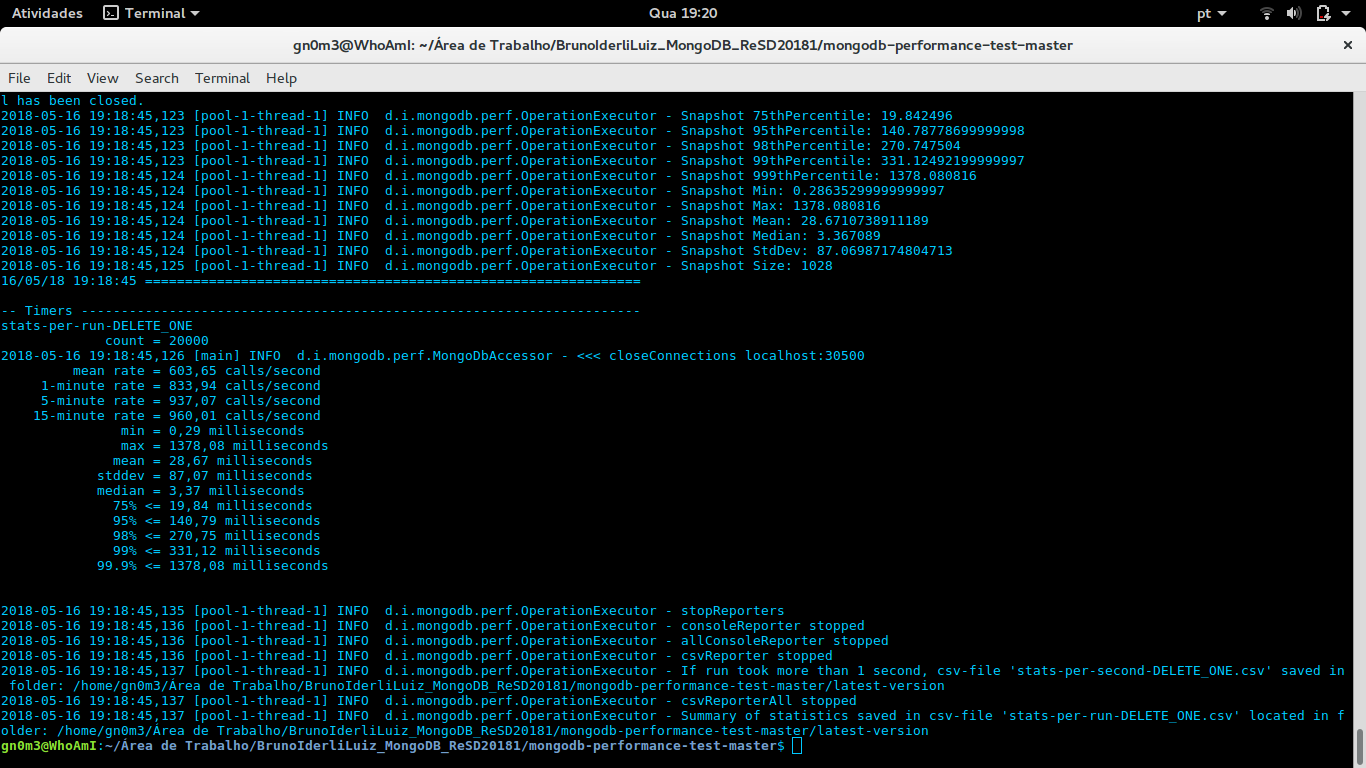 Atividades Terminal Qua 19:20 pt
gn0m3@WhoAmI: ~/Área de Trabalho/BrunoIderliLuiz_MongoDB_ReSD20181/mongodb-performance-test-master ×
File Edit View Search Terminal Help
l has been closed.
2018-05-16 19:18:45,123 [pool-1-thread-1] INFO  d.i.mongodb.perf.OperationExecutor - Snapshot 75thPercentile: 19.842496
2018-05-16 19:18:45,123 [pool-1-thread-1] INFO  d.i.mongodb.perf.OperationExecutor - Snapshot 95thPercentile: 140.78778699999998
2018-05-16 19:18:45,123 [pool-1-thread-1] INFO  d.i.mongodb.perf.OperationExecutor - Snapshot 98thPercentile: 270.747504
2018-05-16 19:18:45,123 [pool-1-thread-1] INFO  d.i.mongodb.perf.OperationExecutor - Snapshot 99thPercentile: 331.12492199999997
2018-05-16 19:18:45,124 [pool-1-thread-1] INFO  d.i.mongodb.perf.OperationExecutor - Snapshot 999thPercentile: 1378.080816
2018-05-16 19:18:45,124 [pool-1-thread-1] INFO  d.i.mongodb.perf.OperationExecutor - Snapshot Min: 0.28635299999999997
2018-05-16 19:18:45,124 [pool-1-thread-1] INFO  d.i.mongodb.perf.OperationExecutor - Snapshot Max: 1378.080816
2018-05-16 19:18:45,124 [pool-1-thread-1] INFO  d.i.mongodb.perf.OperationExecutor - Snapshot Mean: 28.6710738911189
2018-05-16 19:18:45,124 [pool-1-thread-1] INFO  d.i.mongodb.perf.OperationExecutor - Snapshot Median: 3.367089
2018-05-16 19:18:45,124 [pool-1-thread-1] INFO  d.i.mongodb.perf.OperationExecutor - Snapshot StdDev: 87.06987174804713
2018-05-16 19:18:45,125 [pool-1-thread-1] INFO  d.i.mongodb.perf.OperationExecutor - Snapshot Size: 1028
16/05/18 19:18:45 ==============================================================

-- Timers ----------------------------------------------------------------------
stats-per-run-DELETE_ONE
             count = 20000
2018-05-16 19:18:45,126 [main] INFO  d.i.mongodb.perf.MongoDbAccessor - <<< closeConnections localhost:30500
         mean rate = 603,65 calls/second
     1-minute rate = 833,94 calls/second
     5-minute rate = 937,07 calls/second
    15-minute rate = 960,01 calls/second
               min = 0,29 milliseconds
               max = 1378,08 milliseconds
              mean = 28,67 milliseconds
            stddev = 87,07 milliseconds
            median = 3,37 milliseconds
              75% <= 19,84 milliseconds
              95% <= 140,79 milliseconds
              98% <= 270,75 milliseconds
              99% <= 331,12 milliseconds
            99.9% <= 1378,08 milliseconds

2018-05-16 19:18:45,135 [pool-1-thread-1] INFO  d.i.mongodb.perf.OperationExecutor - stopReporters
2018-05-16 19:18:45,136 [pool-1-thread-1] INFO  d.i.mongodb.perf.OperationExecutor - consoleReporter stopped
2018-05-16 19:18:45,136 [pool-1-thread-1] INFO  d.i.mongodb.perf.OperationExecutor - allConsoleReporter stopped
2018-05-16 19:18:45,136 [pool-1-thread-1] INFO  d.i.mongodb.perf.OperationExecutor - csvReporter stopped
2018-05-16 19:18:45,137 [pool-1-thread-1] INFO  d.i.mongodb.perf.OperationExecutor - If run took more than 1 second, csv-file 'stats-per-second-DELETE_ONE.csv' saved in
 folder: /home/gn0m3/Área de Trabalho/BrunoIderliLuiz_MongoDB_ReSD20181/mongodb-performance-test-master/latest-version
2018-05-16 19:18:45,137 [pool-1-thread-1] INFO  d.i.mongodb.perf.OperationExecutor - csvReporterAll stopped
2018-05-16 19:18:45,137 [pool-1-thread-1] INFO  d.i.mongodb.perf.OperationExecutor - Summary of statistics saved in csv-file 'stats-per-run-DELETE_ONE.csv' located in f
older: /home/gn0m3/Área de Trabalho/BrunoIderliLuiz_MongoDB_ReSD20181/mongodb-performance-test-master/latest-version
gn0m3@WhoAmI:~/Área de Trabalho/BrunoIderliLuiz_MongoDB_ReSD20181/mongodb-performance-test-master$